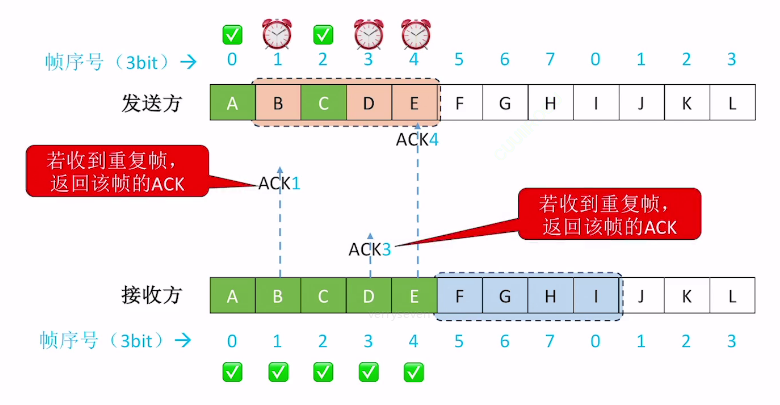 帧序号（3bit）→ 0 1 2 3 4 5 6 7 0 1 2 3
发送方 A B C D E F G H I J K L
ACK4
若收到重复帧，
返回该帧的ACK
ACK1
若收到重复帧，
返回该帧的ACK
ACK3
接收方 A B C D E F G H I J K L
帧序号（3bit）→ 0 1 2 3 4 5 6 7 0 1 2 3